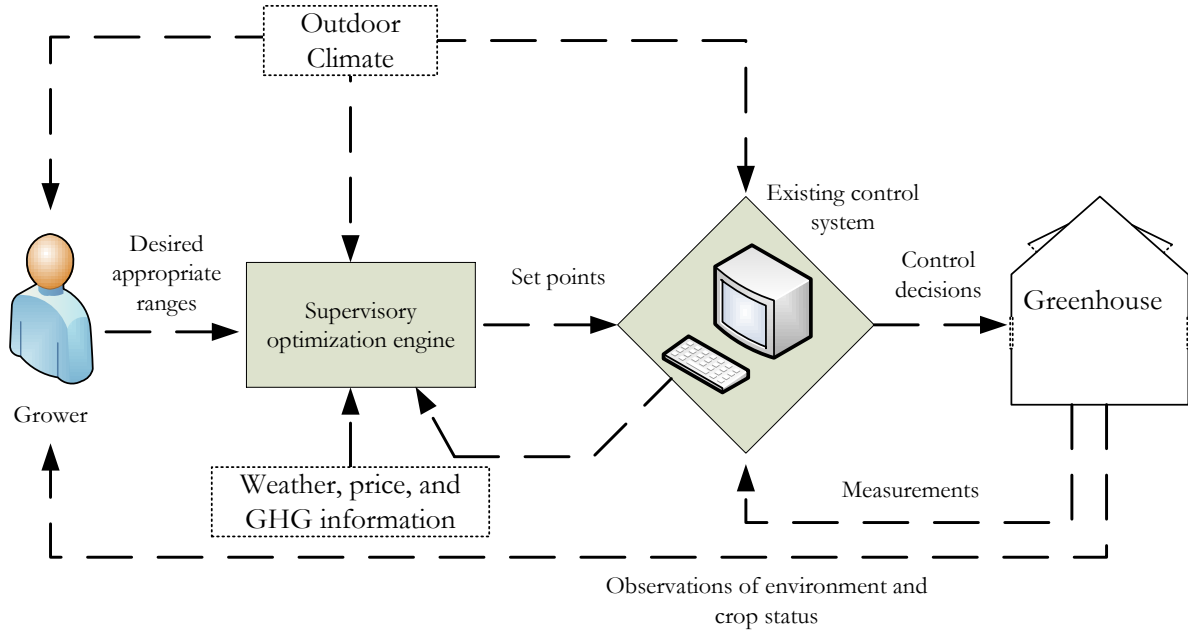 Outdoor
Climate
Existing control
system
Desired
appropriate
ranges
Set points
Control
decisions
Supervisory
optimization engine
Greenhouse
Grower
Weather, price, and
GHG information
Measurements
Observations of environment and
crop status